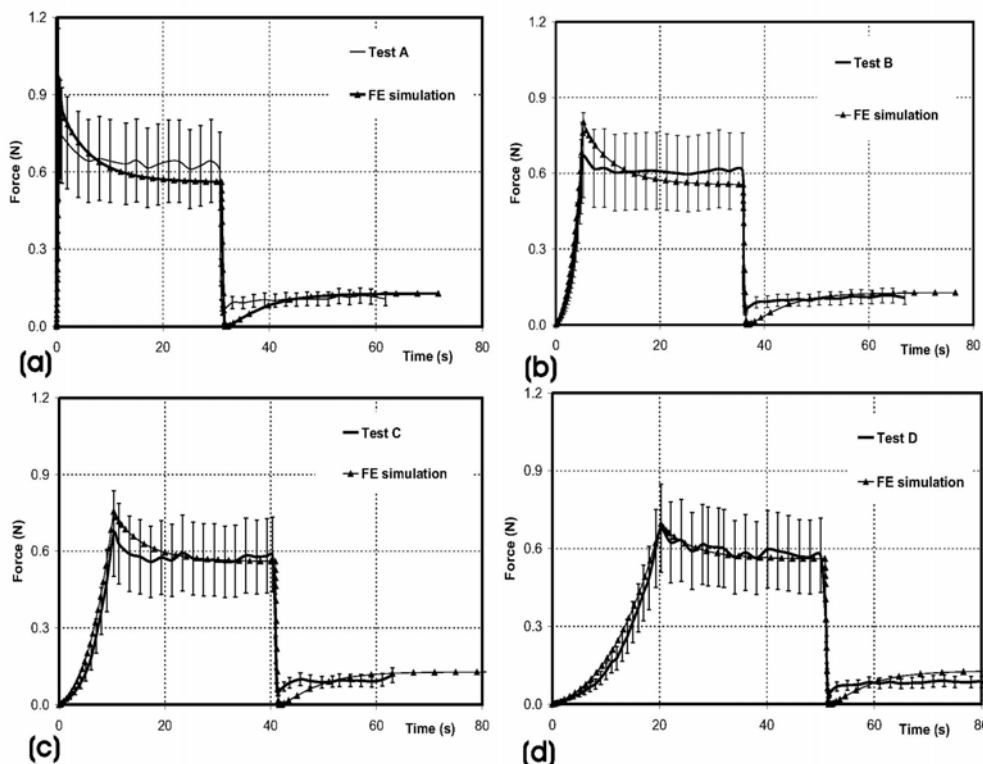 1.2
0.9
0.6
0.3
0.0
Force (N)
Test A
FE simulation
0 20 40 60 80
Time (s)
(a)
1.2
0.9
0.6
0.3
0.0
Force (N)
Test B
FE simulation
0 20 40 60 80
Time (s)
(b)
1.2
0.9
0.6
0.3
0.0
Force (N)
Test C
FE simulation
0 20 40 60 80
Time (s)
(c)
1.2
0.9
0.6
0.3
0.0
Force (N)
Test D
FE simulation
0 20 40 60 80
Time (s)
(d)